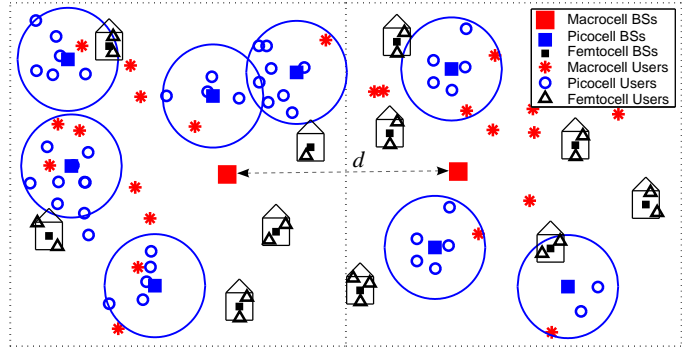 Macrocell BSs
Picocell BSs
Femtocell BSs
Macrocell Users
Picocell Users
Femtocell Users
d